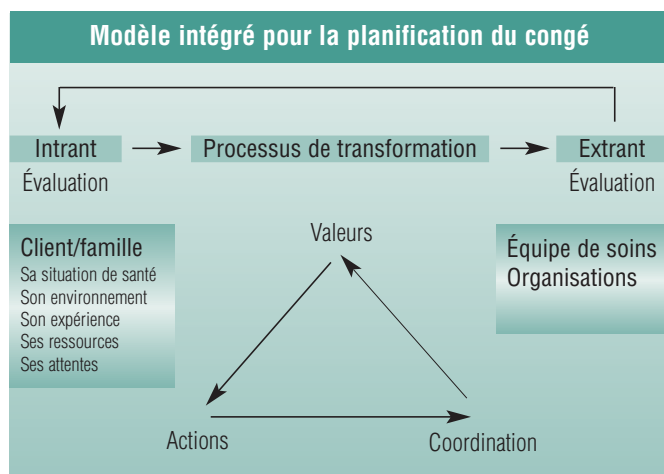 Modèle intégré pour la planification du congé
Intrant
Processus de transformation
Extrant
Évaluation
Évaluation
Client/famille
Sa situation de santé
Son environnement
Son expérience
Ses ressources
Ses attentes
Valeurs
Équipe de soins
Organisations
Actions
Coordination